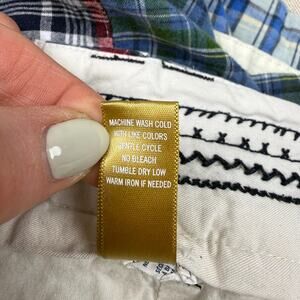 MACHINE WASH COLD
WITH LIKE COLORS
GENTLE CYCLE
NO BLEACH
TUMBLE DRY LOW
WARM IRON IF NEEDED